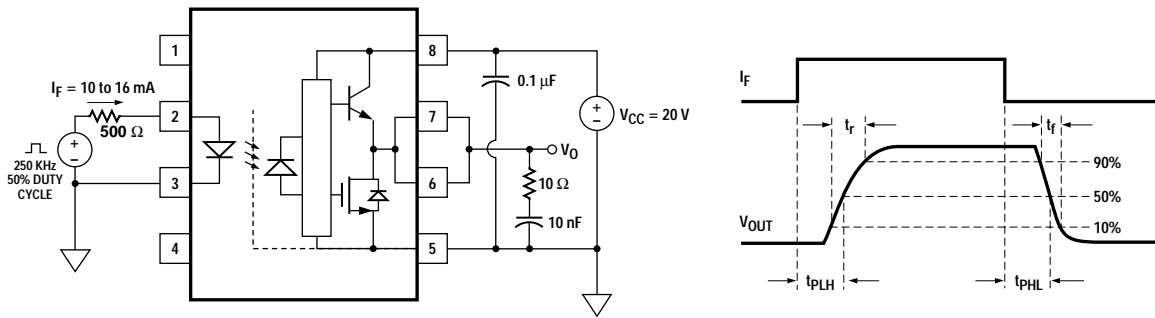 1
2
3
4
8
7
6
5
I_F = 10 to 16 mA
500 Ω
+
−
250 KHz
50% DUTY
CYCLE
0.1 µF
+
−
V_CC = 20 V
V_O
10 Ω
10 nF
I_F
t_r
t_f
90%
50%
10%
V_OUT
t_PLH
t_PHL